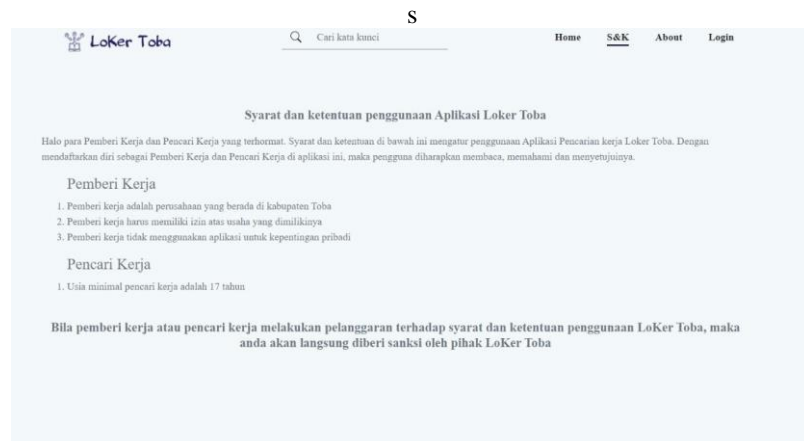 S
LoKer Toba
Cari kata kunci
Home S&K About Login
Syarat dan ketentuan penggunaan Aplikasi Loker Toba
Halo para Pemberi Kerja dan Pencari Kerja yang terhormat. Syarat dan ketentuan di bawah ini mengatur penggunaan Aplikasi Pencarian kerja Loker Toba. Dengan
mendaftarkan diri sebagai Pemberi Kerja dan Pencari Kerja di aplikasi ini, maka pengguna diharapkan membaca, memahami dan menyetujuinya.
Pemberi Kerja
1. Pemberi kerja adalah perusahaan yang berada di kabupaten Toba
2. Pemberi kerja harus memiliki izin atas usaha yang dimilikinya
3. Pemberi kerja tidak menggunakan aplikasi untuk kepentingan pribadi
Pencari Kerja
1. Usia minimal pencari kerja adalah 17 tahun
Bila pemberi kerja atau pencari kerja melakukan pelanggaran terhadap syarat dan ketentuan penggunaan LoKer Toba, maka
anda akan langsung diberi sanksi oleh pihak LoKer Toba